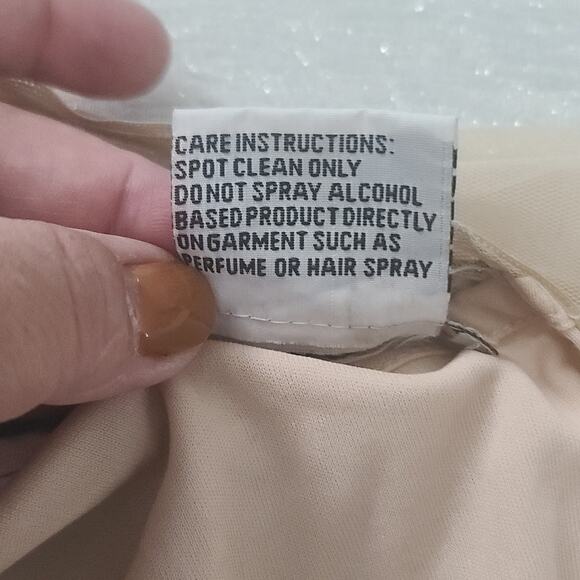 CARE INSTRUCTIONS:
SPOT CLEAN ONLY
DO NOT SPRAY ALCOHOL
BASED PRODUCT DIRECTLY
ON GARMENT SUCH AS
PERFUME OR HAIR SPRAY